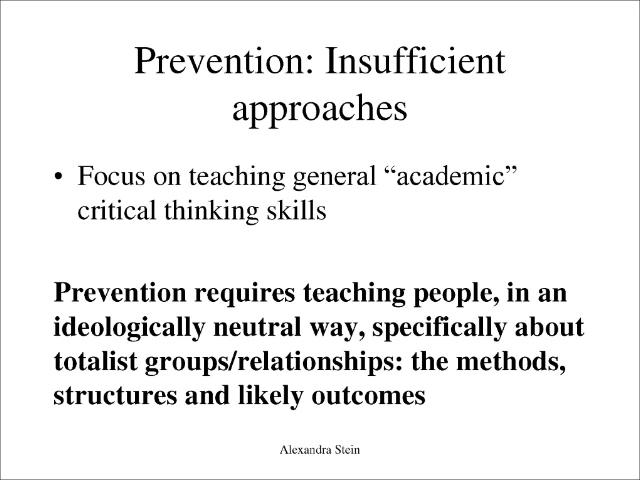 Prevention: Insufficient
approaches
• Focus on teaching general “academic”
critical thinking skills
Prevention requires teaching people, in an
ideologically neutral way, specifically about
totalist groups/relationships: the methods,
structures and likely outcomes
Alexandra Stein